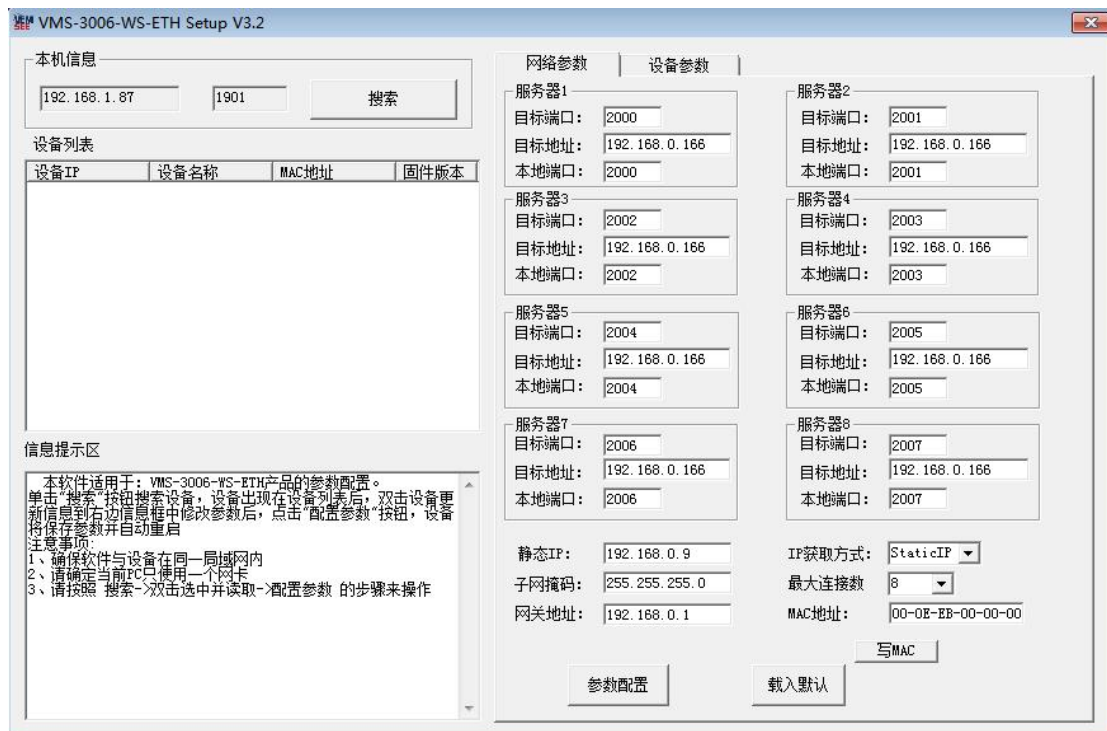 VEM SEE VMS-3006-WS-ETH Setup V3.2
本机信息
192.168.1.87 1901 搜索
设备列表
设备IP 设备名称 MAC地址 固件版本
信息提示区
本软件适用于：VMS-3006-WS-ETH产品的参数配置。
单击"搜索"按钮搜索设备，设备出现在设备列表后，双击设备更
新信息到右边信息框中修改参数后，点击"配置参数"按钮，设备
将保存参数并自动重启
注意事项:
1、确保软件与设备在同一局域网内
2、请确定当前PC只使用一个网卡
3、请按照 搜索->双击选中并读取->配置参数 的步骤来操作
网络参数 设备参数
服务器1
目标端口： 2000
目标地址： 192.168.0.166
本地端口： 2000
服务器2
目标端口： 2001
目标地址： 192.168.0.166
本地端口： 2001
服务器3
目标端口： 2002
目标地址： 192.168.0.166
本地端口： 2002
服务器4
目标端口： 2003
目标地址： 192.168.0.166
本地端口： 2003
服务器5
目标端口： 2004
目标地址： 192.168.0.166
本地端口： 2004
服务器6
目标端口： 2005
目标地址： 192.168.0.166
本地端口： 2005
服务器7
目标端口： 2006
目标地址： 192.168.0.166
本地端口： 2006
服务器8
目标端口： 2007
目标地址： 192.168.0.166
本地端口： 2007
静态IP： 192.168.0.9 IP获取方式： StaticIP
子网掩码： 255.255.255.0 最大连接数 8
网关地址： 192.168.0.1 MAC地址： 00-0E-EB-00-00-00
写MAC
参数配置 载入默认